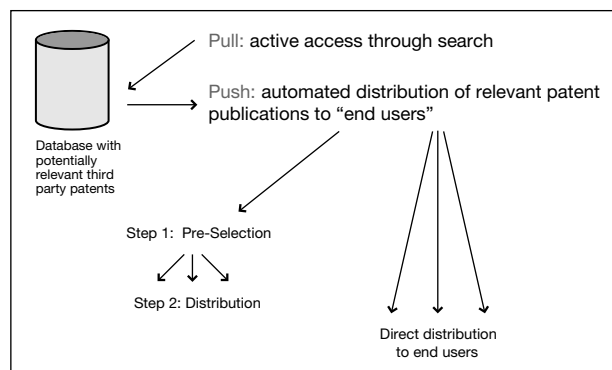 Pull: active access through search
Push: automated distribution of relevant patent
publications to “end users”
Database with
potentially
relevant third
party patents
Step 1: Pre-Selection
Step 2: Distribution
Direct distribution
to end users